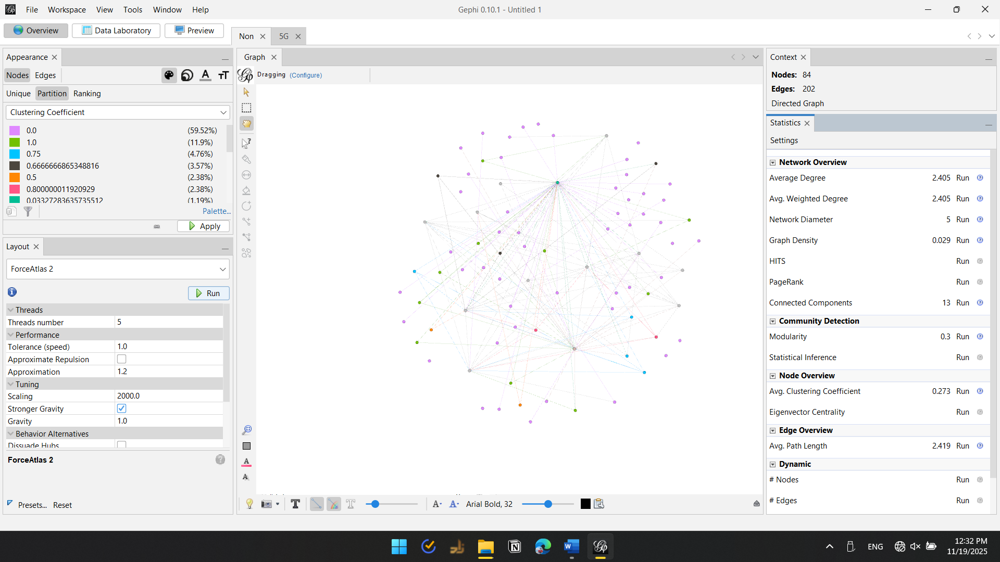 File Workspace View Tools Window Help
Gephi 0.10.1 - Untitled 1
Overview Data Laboratory Preview
Non 5G
Appearance
Nodes Edges
Unique Partition Ranking
Clustering Coefficient
0.0 (59.52%)
1.0 (11.9%)
0.75 (4.76%)
0.6666666865348816 (3.57%)
0.5 (2.38%)
0.800000011920929 (2.38%)
0.03327283635735512 (1.19%)
Palette...
Apply
Layout
ForceAtlas 2
Run
Threads
Threads number 5
Performance
Tolerance (speed) 1.0
Approximate Repulsion
Approximation 1.2
Tuning
Scaling 2000.0
Stronger Gravity
Gravity 1.0
Behavior Alternatives
Dissuade Hubs
ForceAtlas 2
Presets... Reset
Graph
Dragging (Configure)
Arial Bold, 32
Context
Nodes: 84
Edges: 202
Directed Graph
Statistics
Settings
Network Overview
Average Degree 2.405 Run
Avg. Weighted Degree 2.405 Run
Network Diameter 5 Run
Graph Density 0.029 Run
HITS Run
PageRank Run
Connected Components 13 Run
Community Detection
Modularity 0.3 Run
Statistical Inference Run
Node Overview
Avg. Clustering Coefficient 0.273 Run
Eigenvector Centrality Run
Edge Overview
Avg. Path Length 2.419 Run
Dynamic
# Nodes Run
# Edges Run
ENG
12:32 PM
11/19/2025